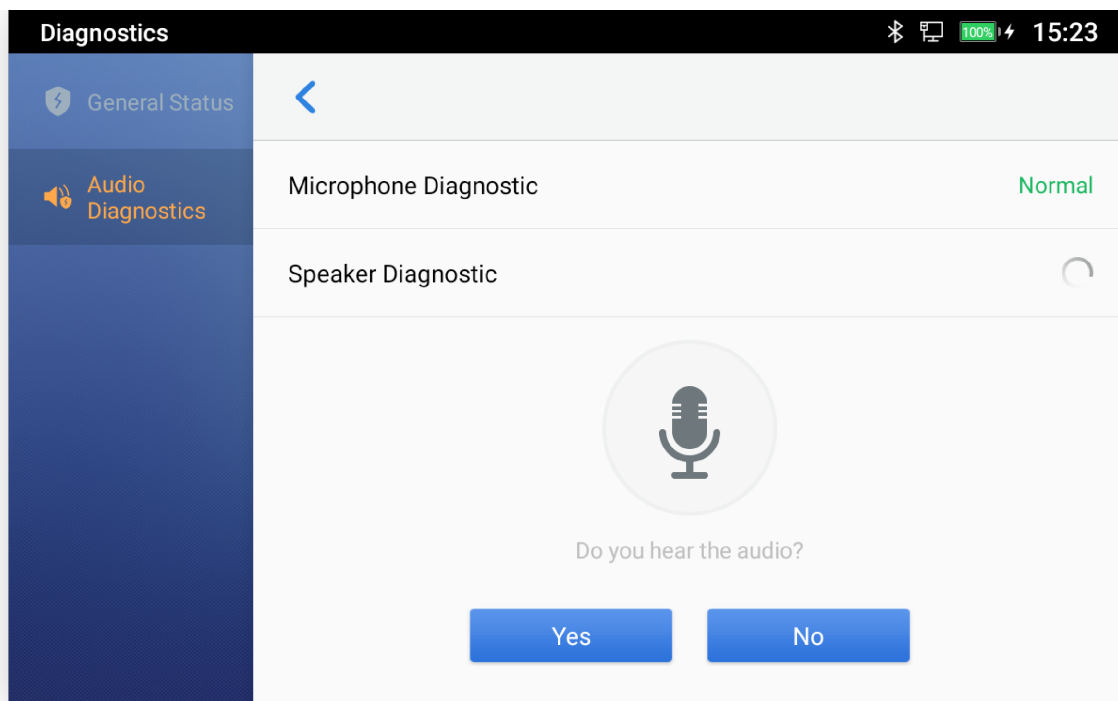 Diagnostics
100%
15:23
General Status
Audio
Diagnostics
Microphone Diagnostic
Normal
Speaker Diagnostic
Do you hear the audio?
Yes
No